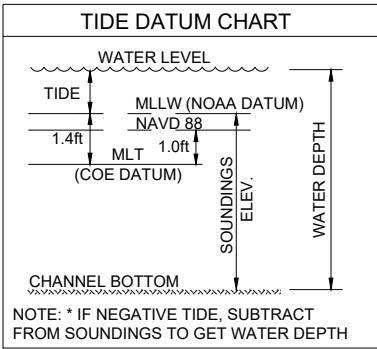 TIDE DATUM CHART
WATER LEVEL
TIDE
MLLW (NOAA DATUM)
NAVD 88
1.4ft
1.0ft
MLT
(COE DATUM)
SOUNDINGS
ELEV.
WATER DEPTH
CHANNEL BOTTOM
NOTE: * IF NEGATIVE TIDE, SUBTRACT
FROM SOUNDINGS TO GET WATER DEPTH